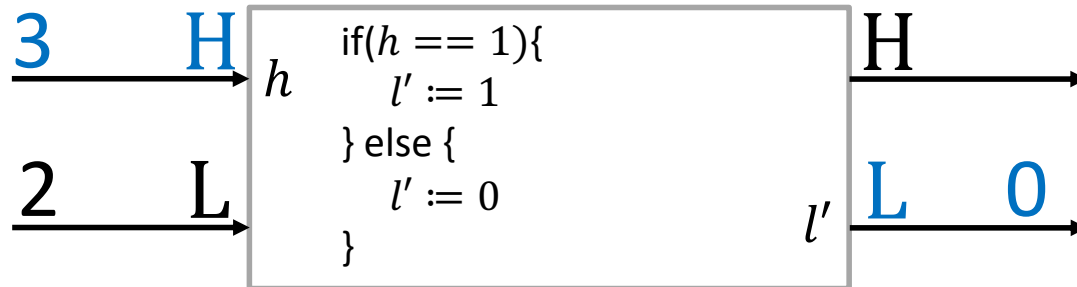 3 H
h
if(h == 1){
l′ ≔ 1
} else {
l′ ≔ 0
}
H
2 L
l′
L 0